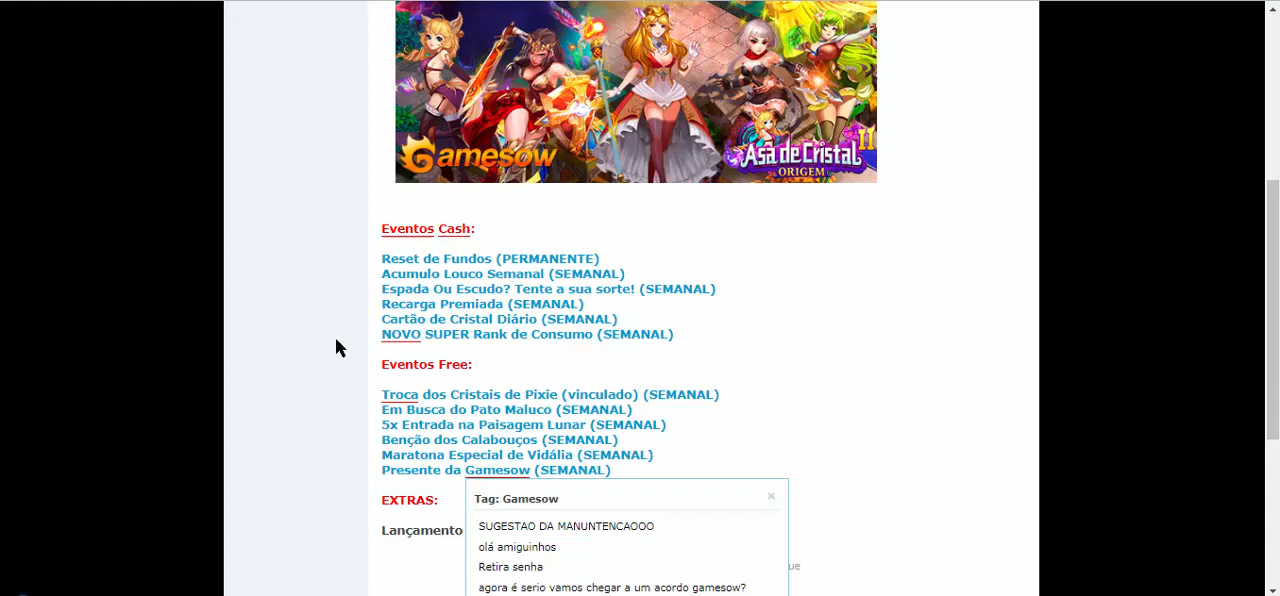 Gamesow
Asa de Cristal II
ORIGEM
Eventos Cash:
Reset de Fundos (PERMANENTE)
Acumulo Louco Semanal (SEMANAL)
Espada Ou Escudo? Tente a sua sorte! (SEMANAL)
Recarga Premiada (SEMANAL)
Cartão de Cristal Diário (SEMANAL)
NOVO SUPER Rank de Consumo (SEMANAL)
Eventos Free:
Troca dos Cristais de Pixie (vinculado) (SEMANAL)
Em Busca do Pato Maluco (SEMANAL)
5x Entrada na Paisagem Lunar (SEMANAL)
Benção dos Calabouços (SEMANAL)
Maratona Especial de Vidália (SEMANAL)
Presente da Gamesow (SEMANAL)
EXTRAS:
Lançamento
Tag: Gamesow ×
SUGESTAO DA MANUNTENCAOOO
olá amiguinhos
Retira senha
ue
agora é serio vamos chegar a um acordo gamesow?